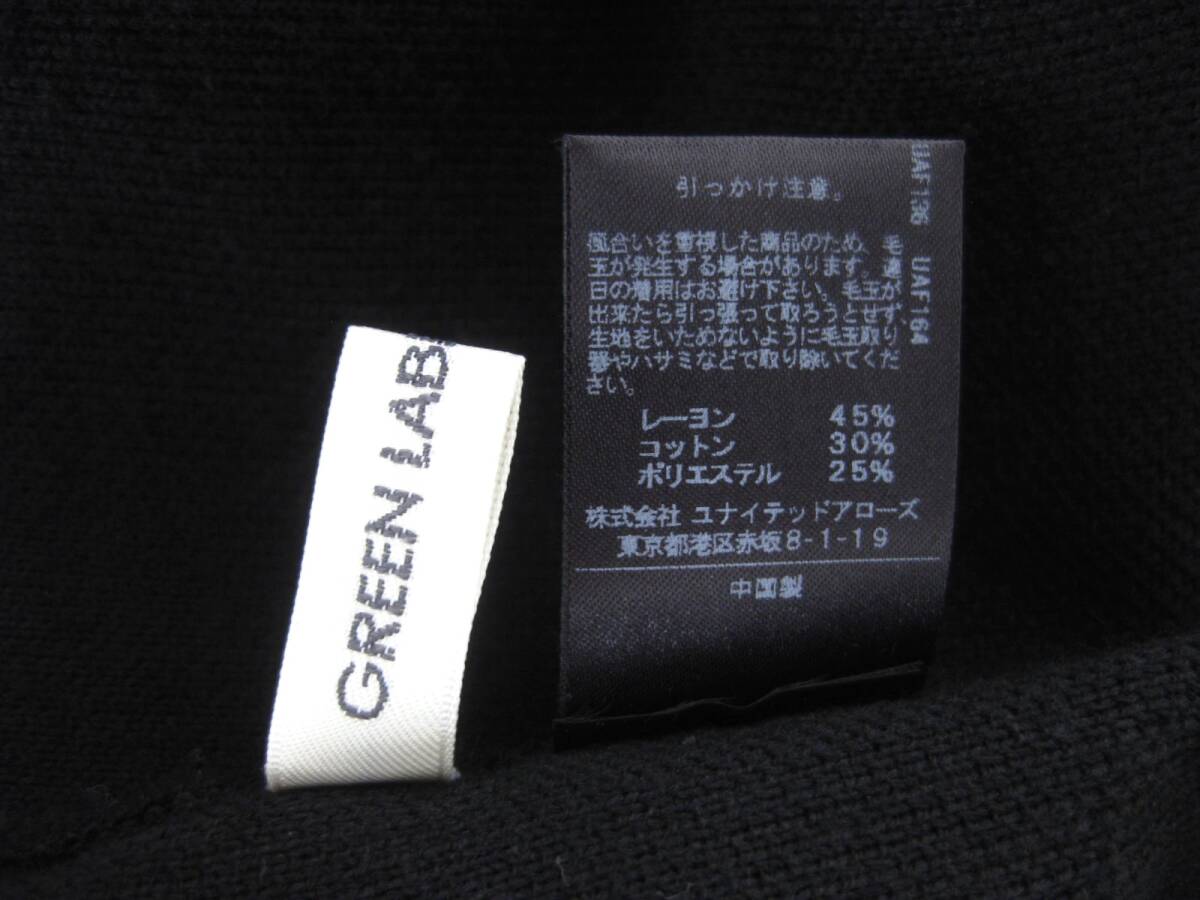 GREEN LAB
引っかけ注意。
風合いを重視した商品のため、毛
玉が発生する場合があります。連
日の着用はお避け下さい。毛玉が
出来たら引っ張って取ろうとせず、
生地をいためないように毛玉取り
器やハサミなどで取り除いてくだ
さい。
レーヨン 45%
コットン 30%
ポリエステル 25%
株式会社 ユナイテッドアローズ
東京都港区赤坂8-1-19
中国製
UAF136 UAF164